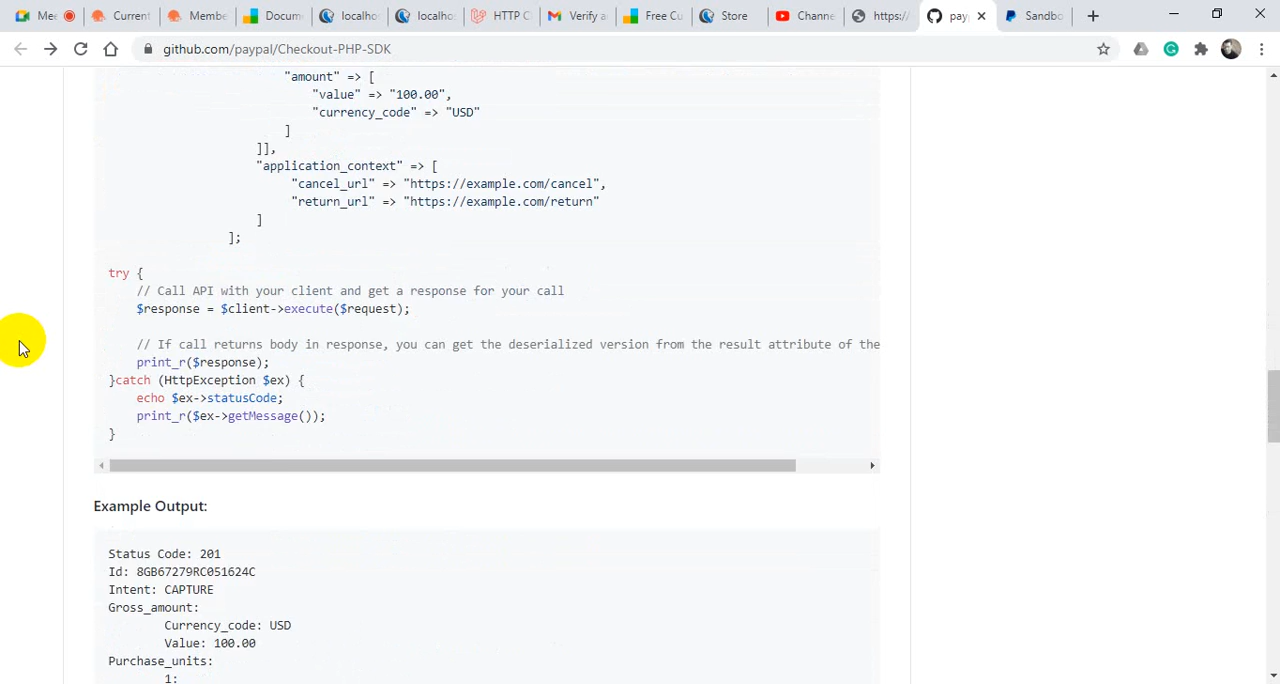 Mee
Current
Membe
Docum
localho
localho
HTTP C
Verify a
Free Cu
Store
Channe
https:/
payp
Sandbo
github.com/paypal/Checkout-PHP-SDK
"amount" => [
"value" => "100.00",
"currency_code" => "USD"
]
]],
"application_context" => [
"cancel_url" => "https://example.com/cancel",
"return_url" => "https://example.com/return"
]
];
try {
// Call API with your client and get a response for your call
$response = $client->execute($request);
// If call returns body in response, you can get the deserialized version from the result attribute of the
print_r($response);
}catch (HttpException $ex) {
echo $ex->statusCode;
print_r($ex->getMessage());
}
Example Output:
Status Code: 201
Id: 8GB67279RC051624C
Intent: CAPTURE
Gross_amount:
Currency_code: USD
Value: 100.00
Purchase_units:
1: